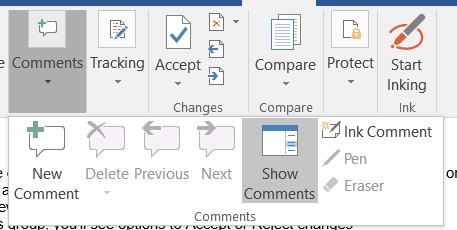 Comments Tracking Accept Compare Protect Start Inking
Changes Compare Ink
New Comment Delete Previous Next Show Comments Ink Comment
Pen
Eraser
Comments
group, you'll see options to Accept or Reject changes